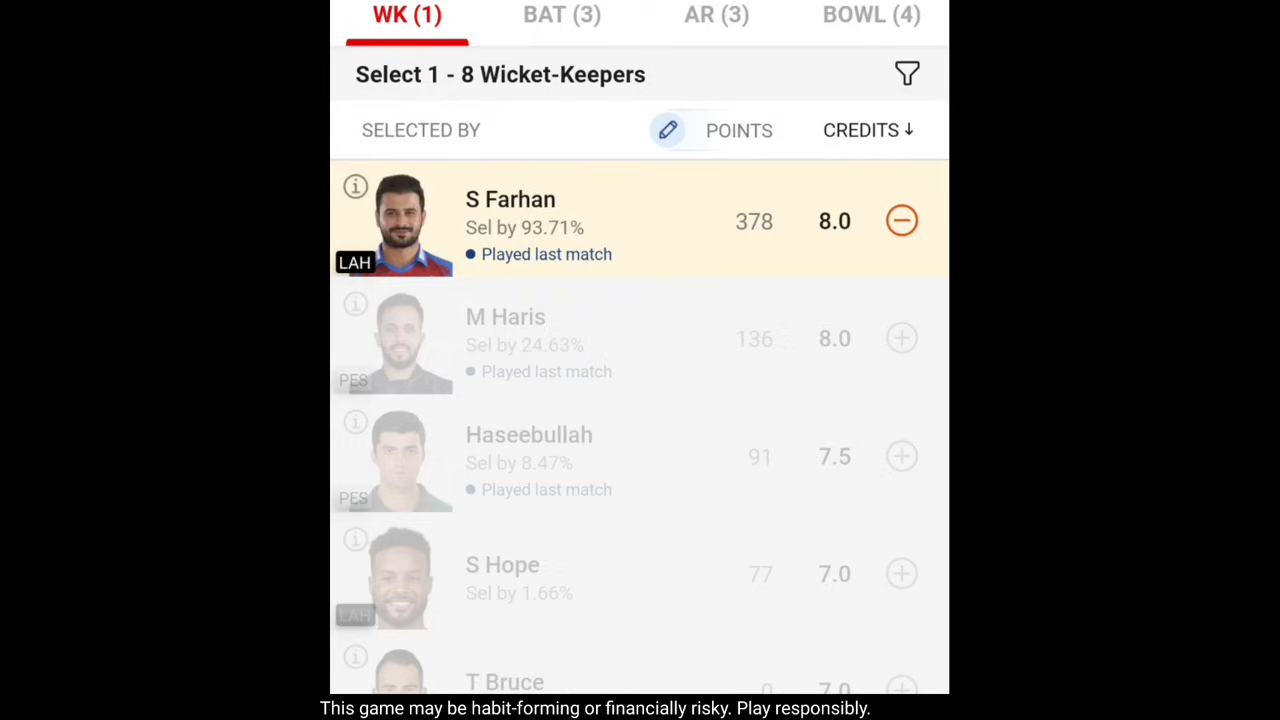 WK (1) BAT (3) AR (3) BOWL (4)
Select 1 - 8 Wicket-Keepers
SELECTED BY POINTS CREDITS↓
S Farhan
Sel by 93.71% 378 8.0
Played last match
LAH
M Haris
Sel by 24.63% 136 8.0
Played last match
PES
Haseebullah
Sel by 8.47% 91 7.5
Played last match
PES
S Hope
Sel by 1.66% 77 7.0
LAH
T Bruce 0 7.0
This game may be habit-forming or financially risky. Play responsibly.